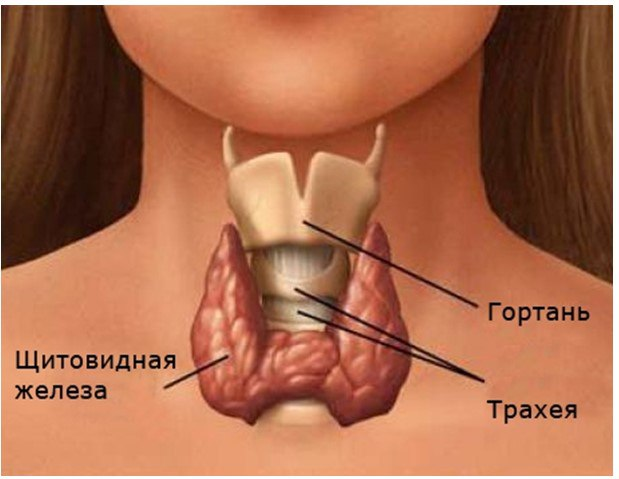 Гортань
Щитовидная
железа
Трахея